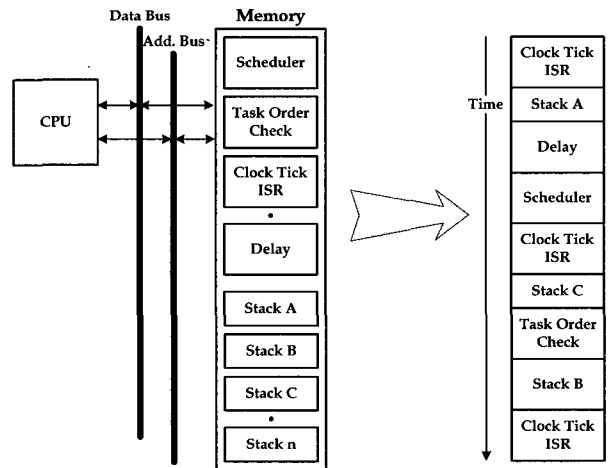 Data Bus
Add. Bus
CPU
Memory
Scheduler
Task Order
Check
Clock Tick
ISR
Delay
Stack A
Stack B
Stack C
Stack n
Time
Clock Tick
ISR
Stack A
Delay
Scheduler
Clock Tick
ISR
Stack C
Task Order
Check
Stack B
Clock Tick
ISR